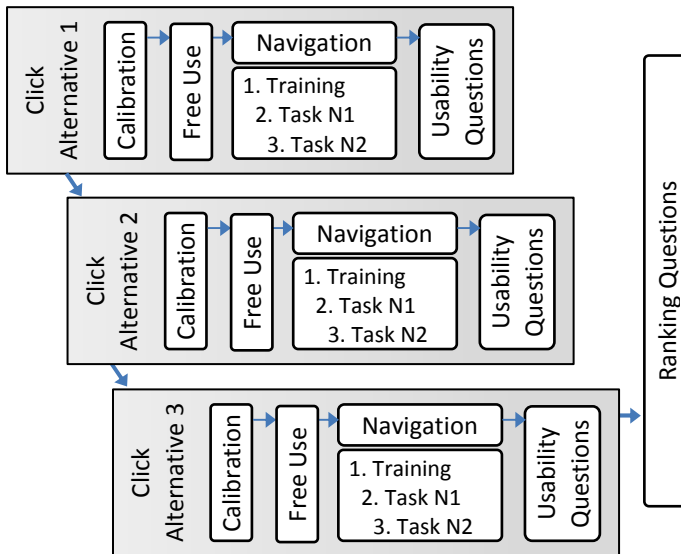 Click
Alternative 1
Calibration
Free Use
Navigation
1. Training
2. Task N1
3. Task N2
Usability
Questions
Click
Alternative 2
Calibration
Free Use
Navigation
1. Training
2. Task N1
3. Task N2
Usability
Questions
Click
Alternative 3
Calibration
Free Use
Navigation
1. Training
2. Task N1
3. Task N2
Usability
Questions
Ranking Questions